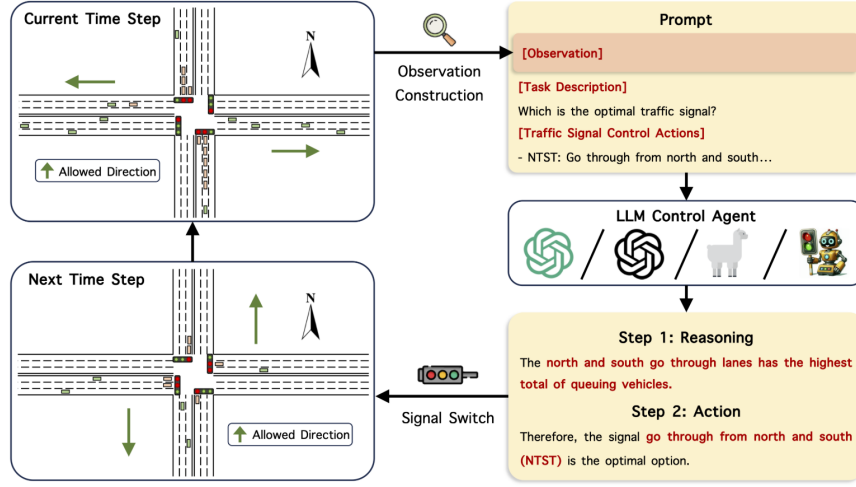 Current Time Step
N
Allowed Direction
Observation
Construction
Prompt
[Observation]
[Task Description]
Which is the optimal traffic signal?
[Traffic Signal Control Actions]
- NTST: Go through from north and south...
LLM Control Agent
Next Time Step
N
Allowed Direction
Signal Switch
Step 1: Reasoning
The north and south go through lanes has the highest
total of queuing vehicles.
Step 2: Action
Therefore, the signal go through from north and south
(NTST) is the optimal option.